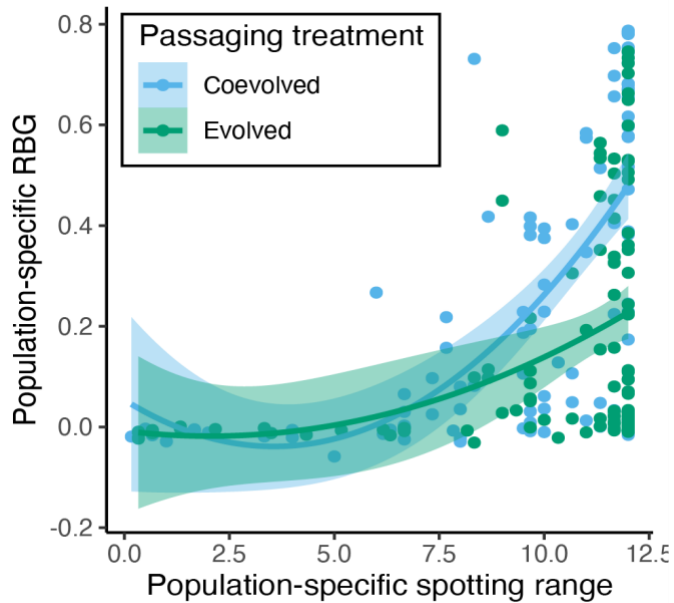 Passaging treatment
Coevolved
Evolved
Population-specific RBG
0.8
0.6
0.4
0.2
0.0
-0.2
0.0 2.5 5.0 7.5 10.0 12.5
Population-specific spotting range